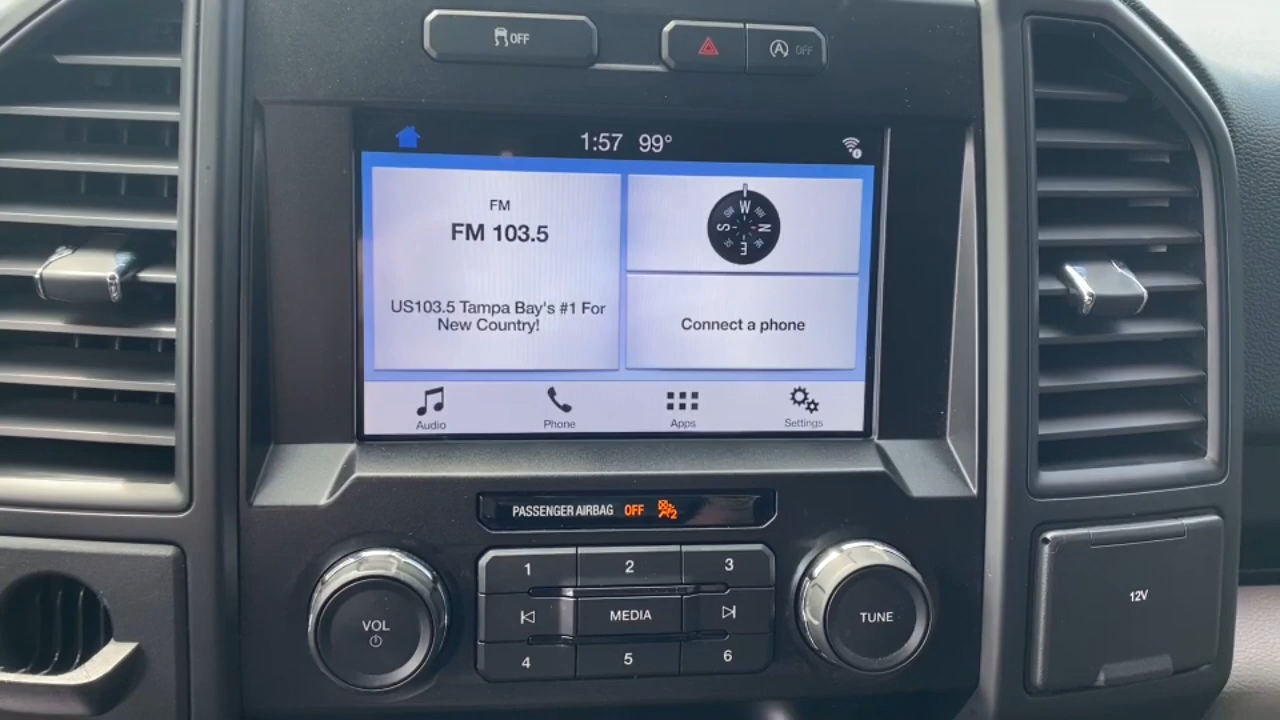 OFF
OFF
1:57 99°
FM
FM 103.5
US103.5 Tampa Bay's #1 For
New Country!
W
S N
E
Connect a phone
Audio Phone Apps Settings
PASSENGER AIRBAG OFF 2
1 2 3
VOL MEDIA TUNE
4 5 6
12V